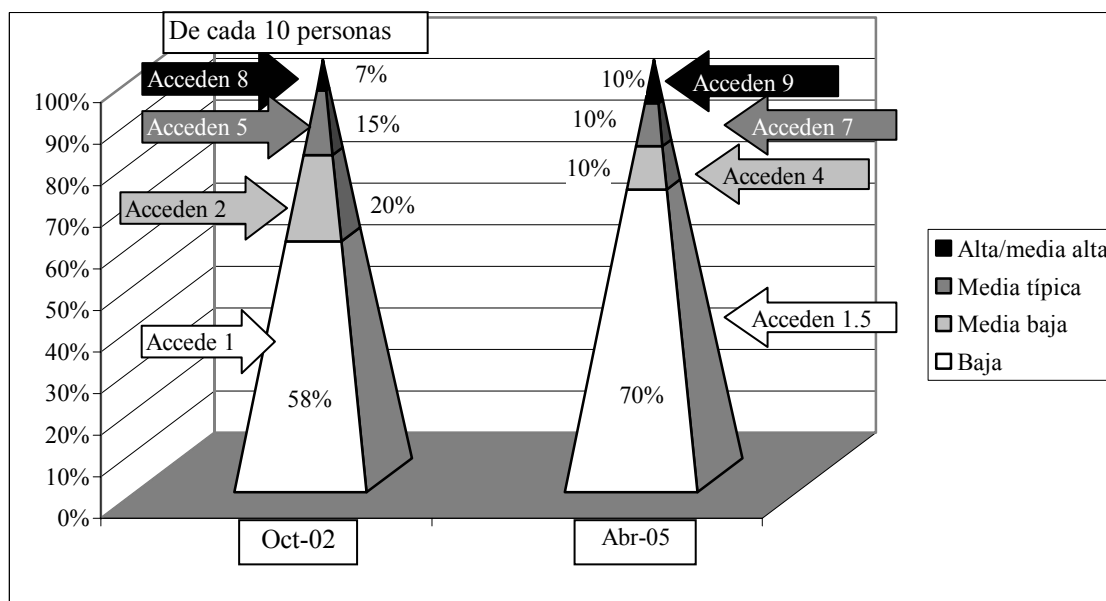 De cada 10 personas
Acceden 8
7%
10%
Acceden 9
100%
90%
80%
70%
60%
50%
40%
30%
20%
10%
0%
Acceden 5
15%
10%
Acceden 7
Acceden 2
20%
10%
Acceden 4
Accede 1
58%
70%
Acceden 1.5
Oct-02
Abr-05
Alta/media alta
Media típica
Media baja
Baja